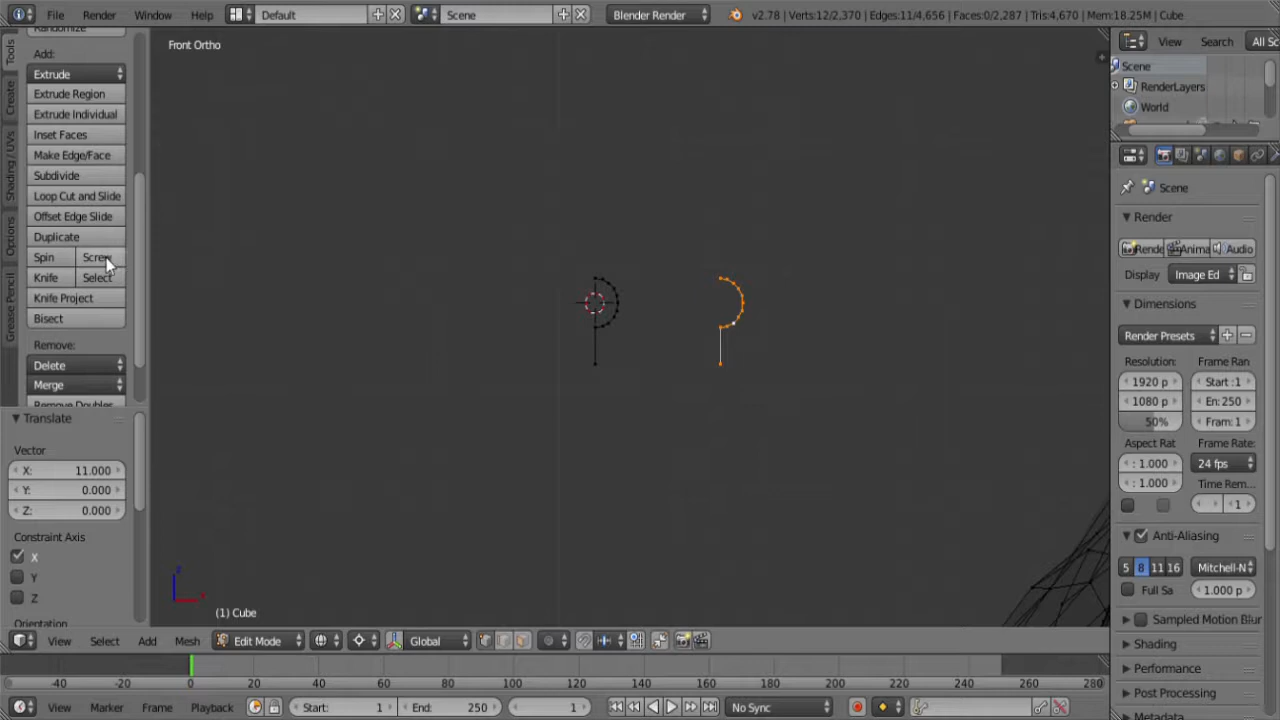 File Render Window Help Default Scene Blender Render v2.78 | Verts:12/2,370 | Edges:11/4,656 | Faces:0/2,287 | Tris:4,670 | Mem:18.25M | Cube
Tools
Create
Shading / UVs
Options
Grease Pencil
Randomize
Add:
Extrude
Extrude Region
Extrude Individual
Inset Faces
Make Edge/Face
Subdivide
Loop Cut and Slide
Offset Edge Slide
Duplicate
Spin Screw
Knife Select
Knife Project
Bisect
Remove:
Delete
Merge
Remove Doubles
Translate
Vector
X: 11.000
Y: 0.000
Z: 0.000
Constraint Axis
X
Y
Z
Orientation
Front Ortho
z
(1) Cube
View Select Add Mesh Edit Mode Global
-40 -20 0 20 40 60 80 100 120 140 160 180 200 220 240 260 280
View Marker Frame Playback Start: 1 End: 250 1 No Sync
View Search All Sc
Scene
RenderLayers
World
Scene
Render
Rende Anima Audio
Display Image Ed
Dimensions
Render Presets
Resolution: Frame Ran
1920 p Start :1
1080 p En: 250
50% Fram: 1
Aspect Rat Frame Rate:
: 1.000 24 fps
: 1.000 Time Rem...
1
Anti-Aliasing
5 8 11 16 Mitchell-N
Full Sa 1.000 p
Sampled Motion Blur
Shading
Performance
Post Processing
Metadata